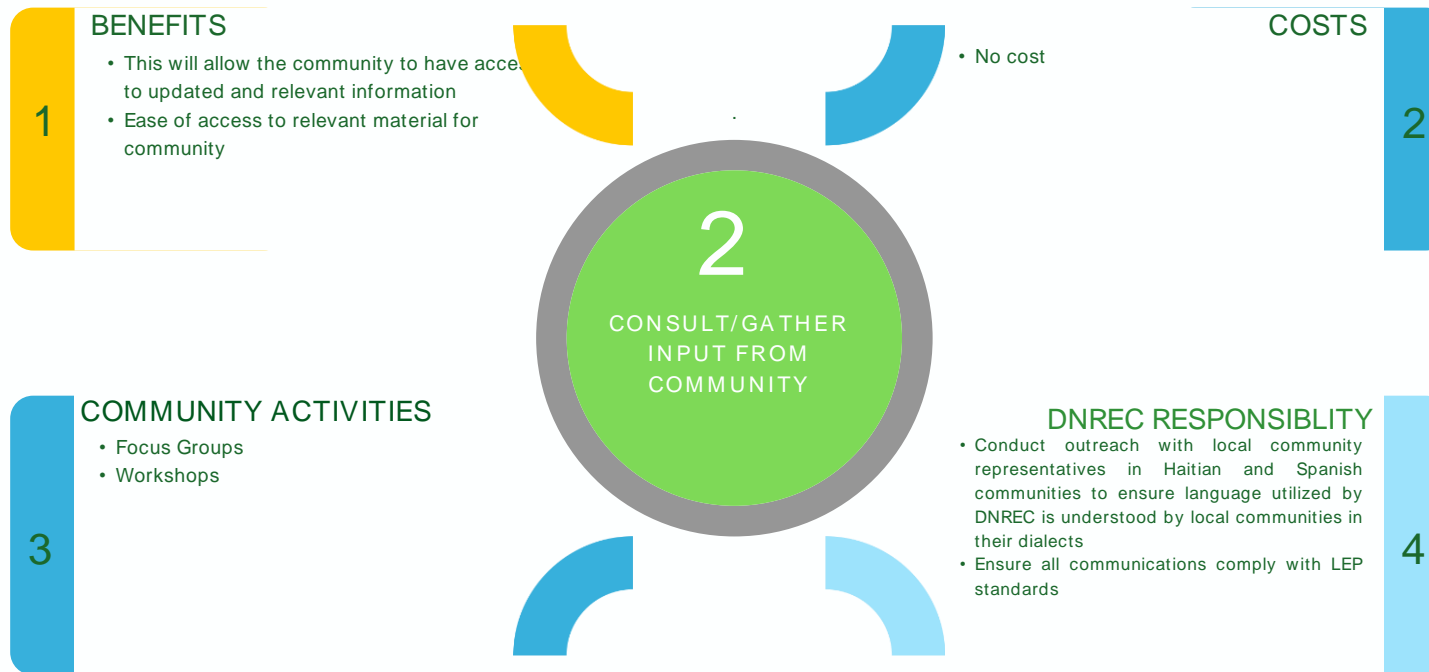 BENEFITS
• This will allow the community to have acces
to updated and relevant information
• Ease of access to relevant material for
community
1
COSTS
• No cost
2
.
2
CONSULT/GATHER
INPUT FROM
COMMUNITY
COMMUNITY ACTIVITIES
• Focus Groups
• Workshops
3
DNREC RESPONSIBLITY
• Conduct outreach with local community
representatives in Haitian and Spanish
communities to ensure language utilized by
DNREC is understood by local communities in
their dialects
• Ensure all communications comply with LEP
standards
4